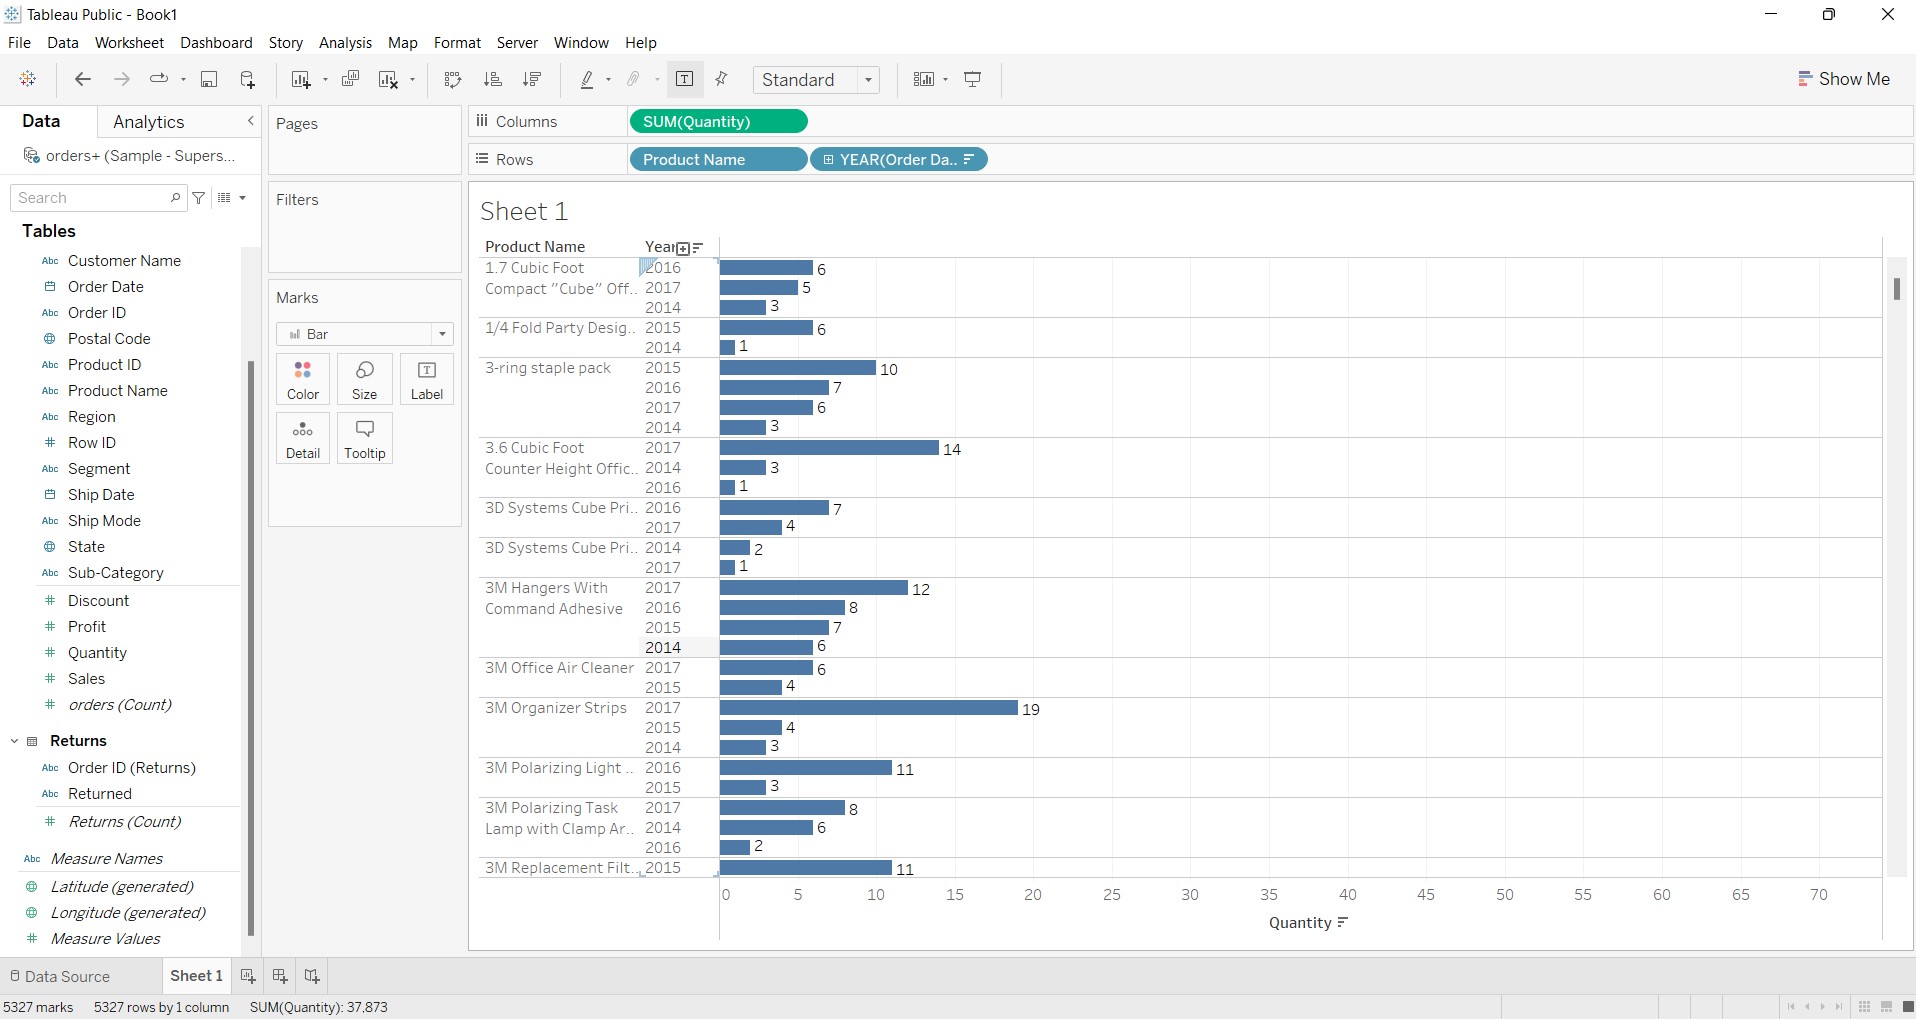 Tableau Public - Book1
File Data Worksheet Dashboard Story Analysis Map Format Server Window Help
Standard
Show Me
Data Analytics
orders+ (Sample - Supers...
Search
Tables
Abc Customer Name
Order Date
Abc Order ID
Postal Code
Abc Product ID
Abc Product Name
Abc Region
# Row ID
Abc Segment
Ship Date
Abc Ship Mode
State
Abc Sub-Category
# Discount
# Profit
# Quantity
# Sales
# orders (Count)
Returns
Abc Order ID (Returns)
Abc Returned
# Returns (Count)
Abc Measure Names
Latitude (generated)
Longitude (generated)
# Measure Values
Pages
Filters
Marks
Bar
Color Size Label
Detail Tooltip
Columns SUM(Quantity)
Rows Product Name YEAR(Order Da..
Sheet 1
Product Name Year
1.7 Cubic Foot 2016 6
Compact "Cube" Off.. 2017 5
2014 3
1/4 Fold Party Desig.. 2015 6
2014 1
3-ring staple pack 2015 10
2016 7
2017 6
2014 3
3.6 Cubic Foot 2017 14
Counter Height Offic.. 2014 3
2016 1
3D Systems Cube Pri.. 2016 7
2017 4
3D Systems Cube Pri.. 2014 2
2017 1
3M Hangers With 2017 12
Command Adhesive 2016 8
2015 7
2014 6
3M Office Air Cleaner 2017 6
2015 4
3M Organizer Strips 2017 19
2015 4
2014 3
3M Polarizing Light .. 2016 11
2015 3
3M Polarizing Task 2017 8
Lamp with Clamp Ar.. 2014 6
2016 2
3M Replacement Filt.. 2015 11
0 5 10 15 20 25 30 35 40 45 50 55 60 65 70
Quantity
Data Source Sheet 1
5327 marks 5327 rows by 1 column SUM(Quantity): 37,873